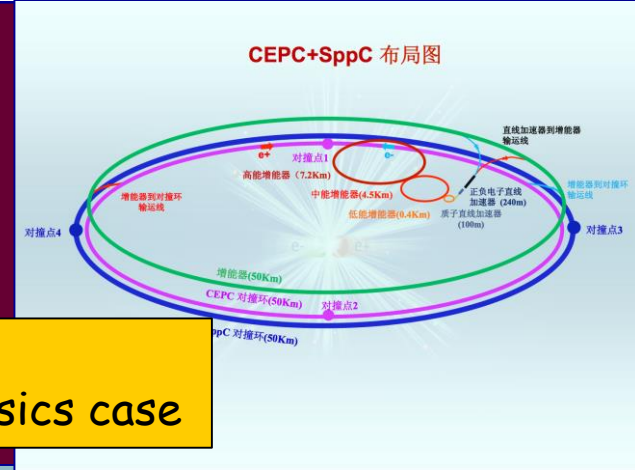 CEPC+SppC 布局图
直线加速器到增能器
输运线
e+
对撞点1
e-
高能增能器（7.2Km)
增能器到对撞环
输运线
中能增能器(4.5Km)
正负电子直线
加速器 (240m)
增能器到对撞环
输运线
低能增能器(0.4Km)
质子直线加速器
(100m)
对撞点4
对撞点3
e-
e+
增能器(50Km)
CEPC 对撞环(50Km)
对撞点2
ppC 对撞环(50Km)
sics case